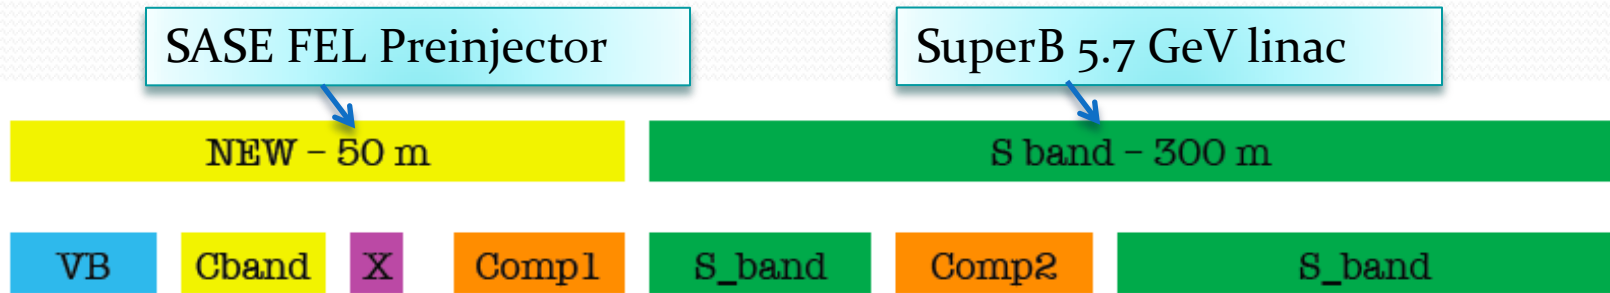 SASE FEL Preinjector
SuperB 5.7 GeV linac
NEW – 50 m
S band – 300 m
VB
Cband
X
Comp1
S_band
Comp2
S_band